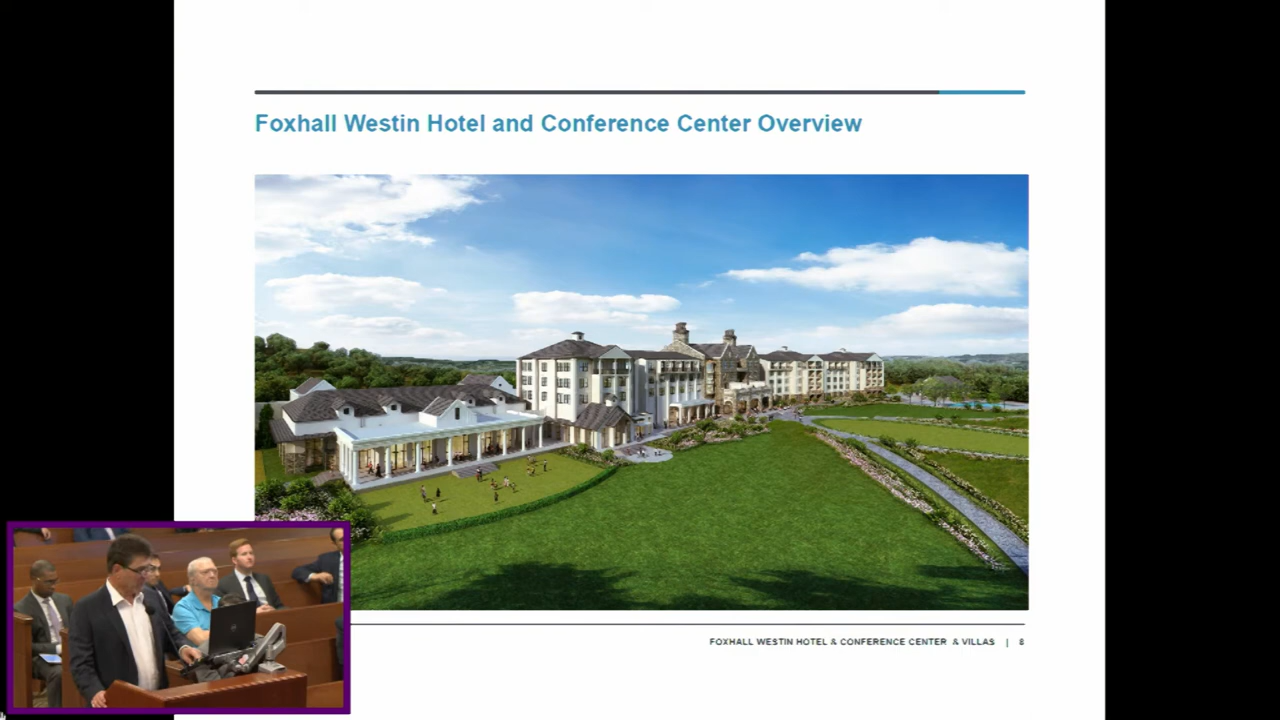 Foxhall Westin Hotel and Conference Center Overview
FOXHALL WESTIN HOTEL & CONFERENCE CENTER & VILLAS | 8